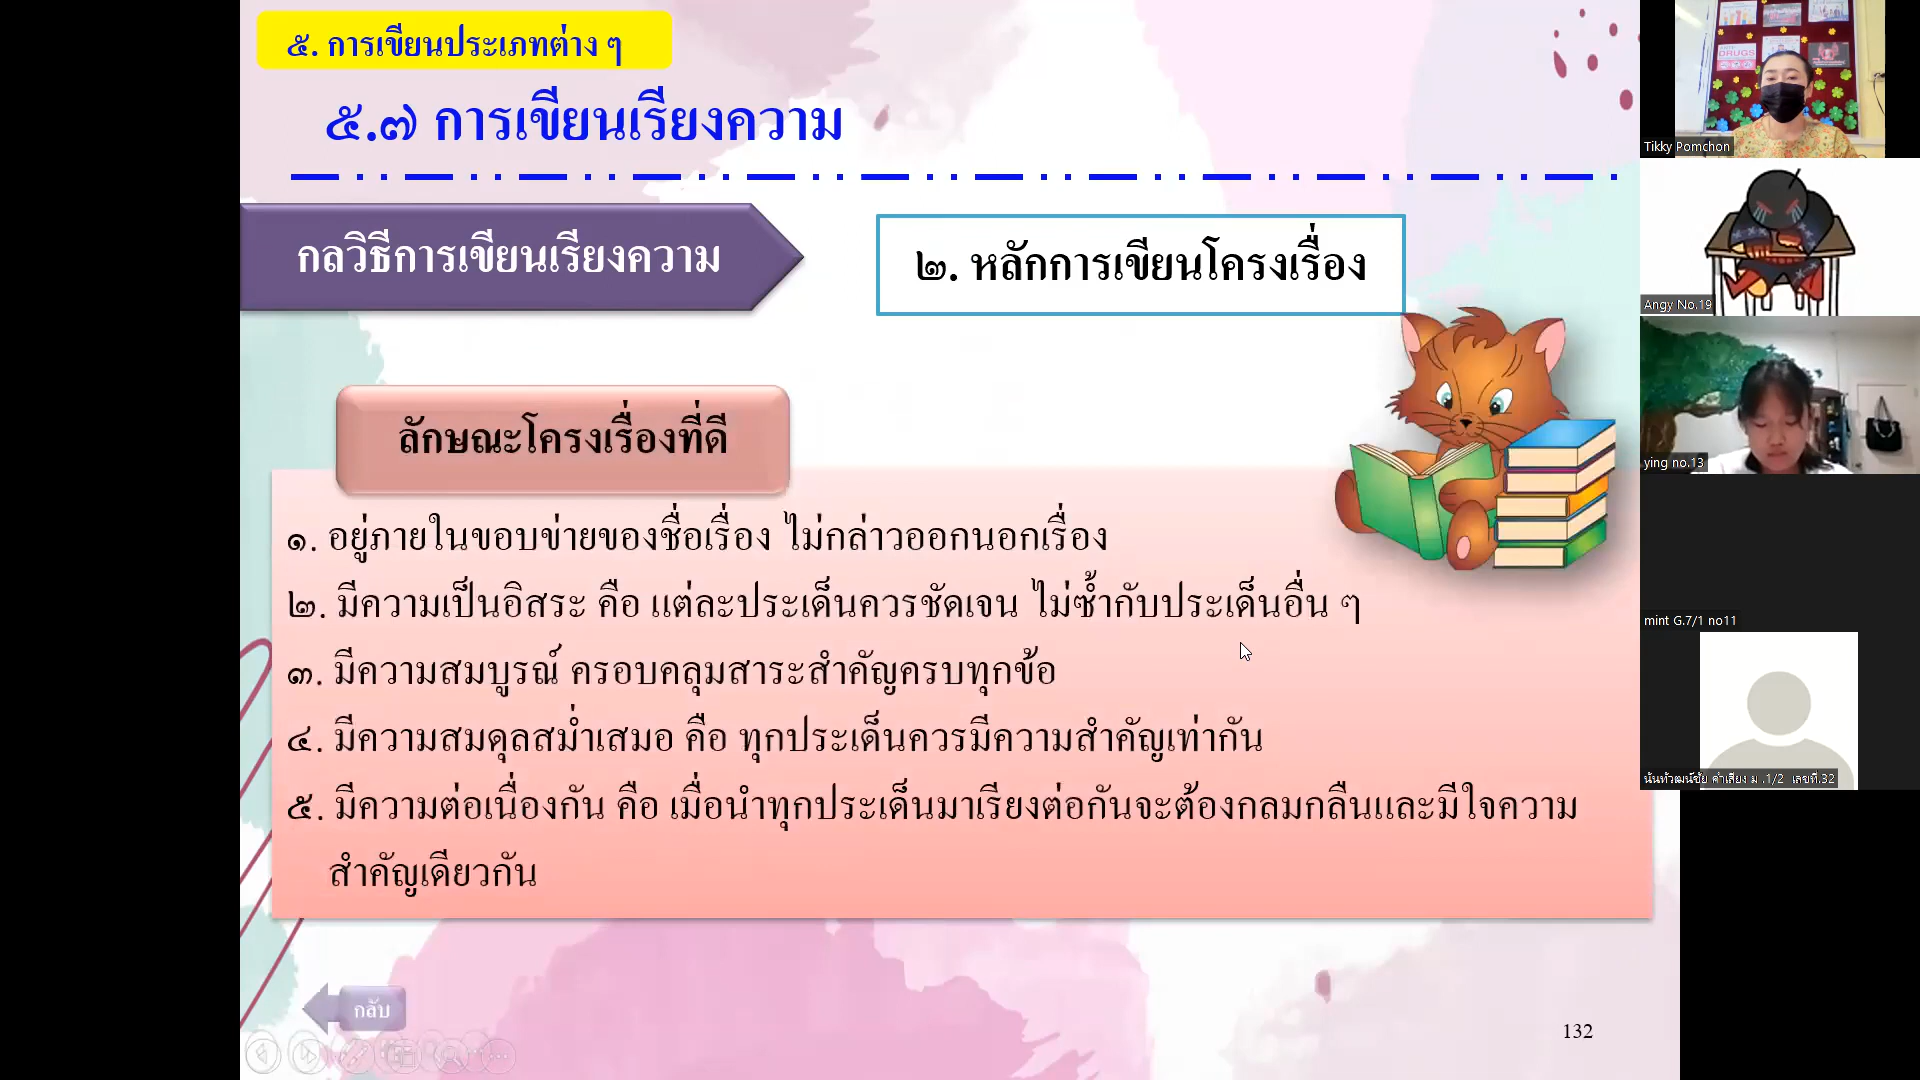 ๕. การเขียนประเภทต่าง ๆ
๕.๗ การเขียนเรียงความ
กลวิธีการเขียนเรียงความ
๒. หลักการเขียนโครงเรื่อง
ลักษณะโครงเรื่องที่ดี
๑. อยู่ภายในขอบข่ายของชื่อเรื่อง ไม่กล่าวออกนอกเรื่อง
๒. มีความเป็นอิสระ คือ แต่ละประเด็นควรชัดเจน ไม่ซ้ำกับประเด็นอื่น ๆ
๓. มีความสมบูรณ์ ครอบคลุมสาระสำคัญครบทุกข้อ
๔. มีความสมดุลสม่ำเสมอ คือ ทุกประเด็นควรมีความสำคัญเท่ากัน
๕. มีความต่อเนื่องกัน คือ เมื่อนำทุกประเด็นมาเรียงต่อกันจะต้องกลมกลืนและมีใจความ
สำคัญเดียวกัน
กลับ
132
DRUGS
Tikky Pomchon
Angy No.19
ying no.13
mint G.7/1 no11
ม .1/2 เลขที่.32